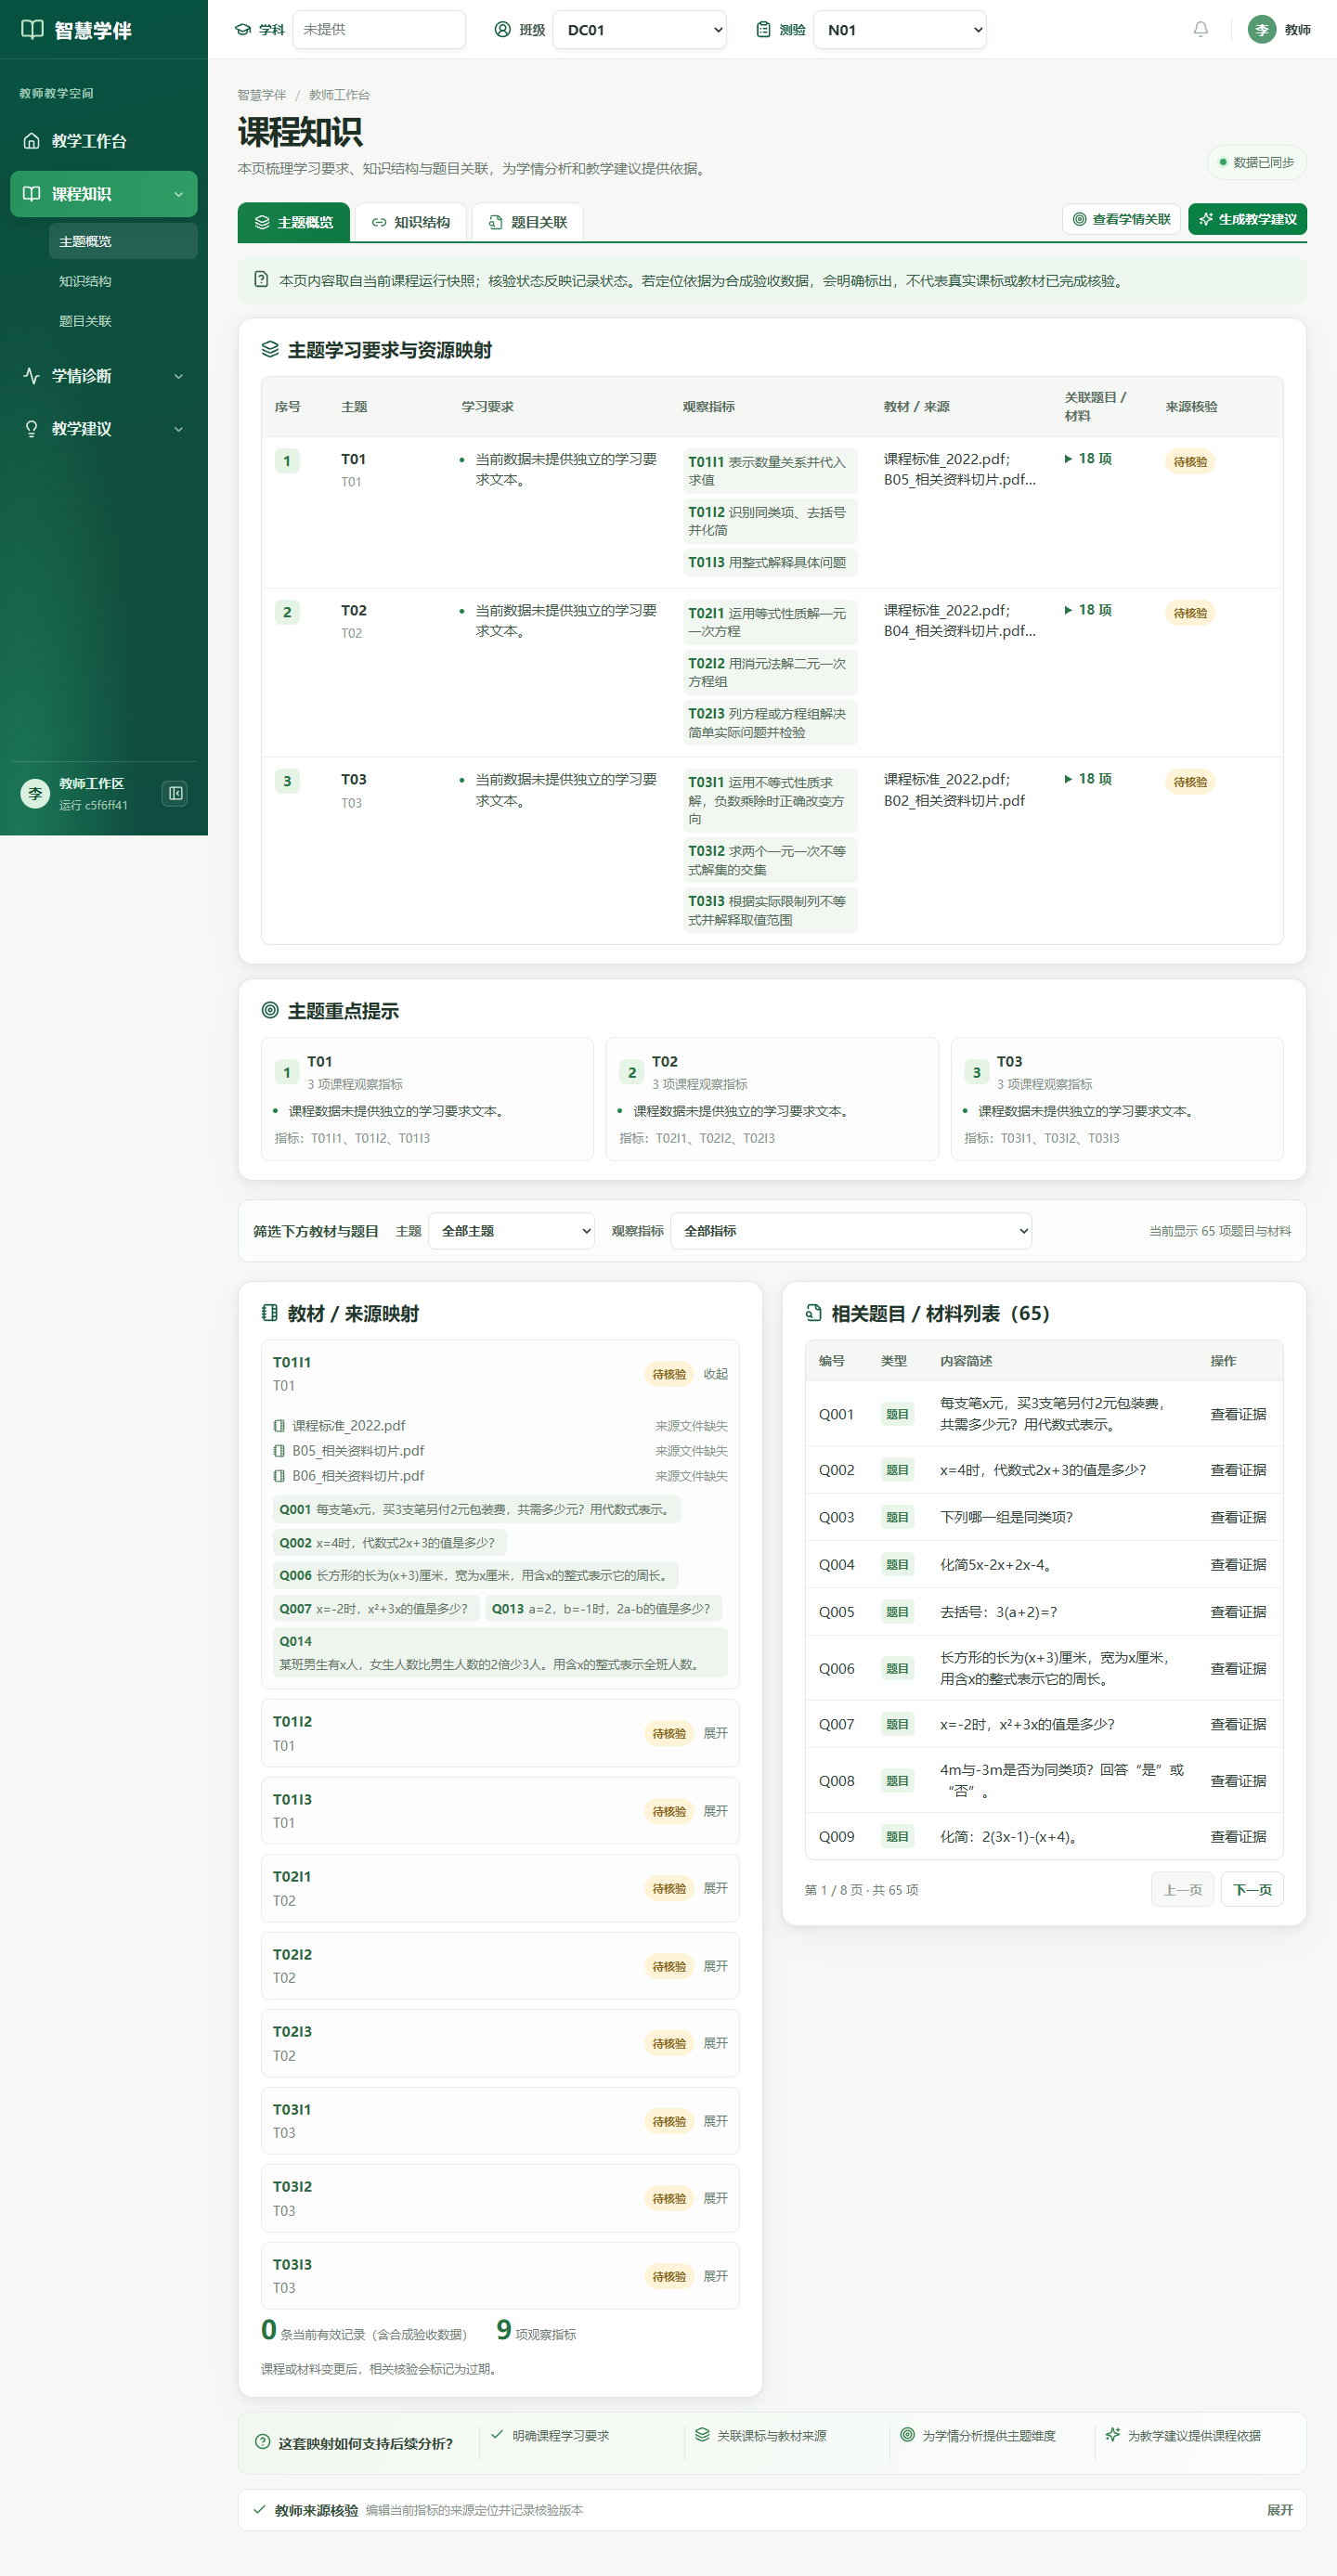 智慧学伴
学科 未提供 班级 DC01 测验 N01 李 教师
教师教学空间
教学工作台
课程知识
主题概览
知识结构
题目关联
学情诊断
教学建议
李 教师工作区
运行 c5f6ff41
智慧学伴 / 教师工作台
课程知识
本页梳理学习要求、知识结构与题目关联，为学情分析和教学建议提供依据。
数据已同步
主题概览 知识结构 题目关联 查看学情关联 生成教学建议
本页内容取自当前课程运行快照；核验状态反映记录状态。若定位依据为合成验收数据，会明确标出，不代表真实课标或教材已完成核验。
主题学习要求与资源映射
序号 主题 学习要求 观察指标 教材 / 来源 关联题目 / 材料 来源核验
1 T01
T01
当前数据未提供独立的学习要
求文本。
T01I1 表示数量关系并代入
求值
T01I2 识别同类项、去括号
并化简
T01I3 用整式解释具体问题
课程标准_2022.pdf；
B05_相关资料切片.pdf...
18 项
待核验
2 T02
T02
当前数据未提供独立的学习要
求文本。
T02I1 运用等式性质解一元
一次方程
T02I2 用消元法解二元一次
方程组
T02I3 列方程或方程组解决
简单实际问题并检验
课程标准_2022.pdf；
B04_相关资料切片.pdf...
18 项
待核验
3 T03
T03
当前数据未提供独立的学习要
求文本。
T03I1 运用不等式性质求
解，负数乘除时正确改变方
向
T03I2 求两个一元一次不等
式解集的交集
T03I3 根据实际限制列不等
式并解释取值范围
课程标准_2022.pdf；
B02_相关资料切片.pdf
18 项
待核验
主题重点提示
1 T01
3 项课程观察指标
课程数据未提供独立的学习要求文本。
指标：T01I1、T01I2、T01I3
2 T02
3 项课程观察指标
课程数据未提供独立的学习要求文本。
指标：T02I1、T02I2、T02I3
3 T03
3 项课程观察指标
课程数据未提供独立的学习要求文本。
指标：T03I1、T03I2、T03I3
筛选下方教材与题目 主题 全部主题 观察指标 全部指标 当前显示 65 项题目与材料
教材 / 来源映射
T01I1
T01
待核验 收起
课程标准_2022.pdf 来源文件缺失
B05_相关资料切片.pdf 来源文件缺失
B06_相关资料切片.pdf 来源文件缺失
Q001 每支笔x元，买3支笔另付2元包装费，共需多少元？用代数式表示。
Q002 x=4时，代数式2x+3的值是多少？
Q006 长方形的长为(x+3)厘米，宽为x厘米，用含x的整式表示它的周长。
Q007 x=-2时，x²+3x的值是多少？ Q013 a=2，b=-1时，2a-b的值是多少？
Q014
某班男生有x人，女生人数比男生人数的2倍少3人。用含x的整式表示全班人数。
T01I2
T01
待核验 展开
T01I3
T01
待核验 展开
T02I1
T02
待核验 展开
T02I2
T02
待核验 展开
T02I3
T02
待核验 展开
T03I1
T03
待核验 展开
T03I2
T03
待核验 展开
T03I3
T03
待核验 展开
0 条当前有效记录（含合成验收数据） 9 项观察指标
课程或材料变更后，相关核验会标记为过期。
相关题目 / 材料列表（65）
编号 类型 内容简述 操作
Q001 题目 每支笔x元，买3支笔另付2元包装费，
共需多少元？用代数式表示。 查看证据
Q002 题目 x=4时，代数式2x+3的值是多少？ 查看证据
Q003 题目 下列哪一组是同类项？ 查看证据
Q004 题目 化简5x-2x+2x-4。 查看证据
Q005 题目 去括号：3(a+2)=？ 查看证据
Q006 题目 长方形的长为(x+3)厘米，宽为x厘米，
用含x的整式表示它的周长。 查看证据
Q007 题目 x=-2时，x²+3x的值是多少？ 查看证据
Q008 题目 4m与-3m是否为同类项？回答“是”或
“否”。 查看证据
Q009 题目 化简：2(3x-1)-(x+4)。 查看证据
第 1 / 8 页 · 共 65 项 上一页 下一页
这套映射如何支持后续分析？ 明确课程学习要求 关联课标与教材来源 为学情分析提供主题维度 为教学建议提供课程依据
教师来源核验 编辑当前指标的来源定位并记录核验版本 展开